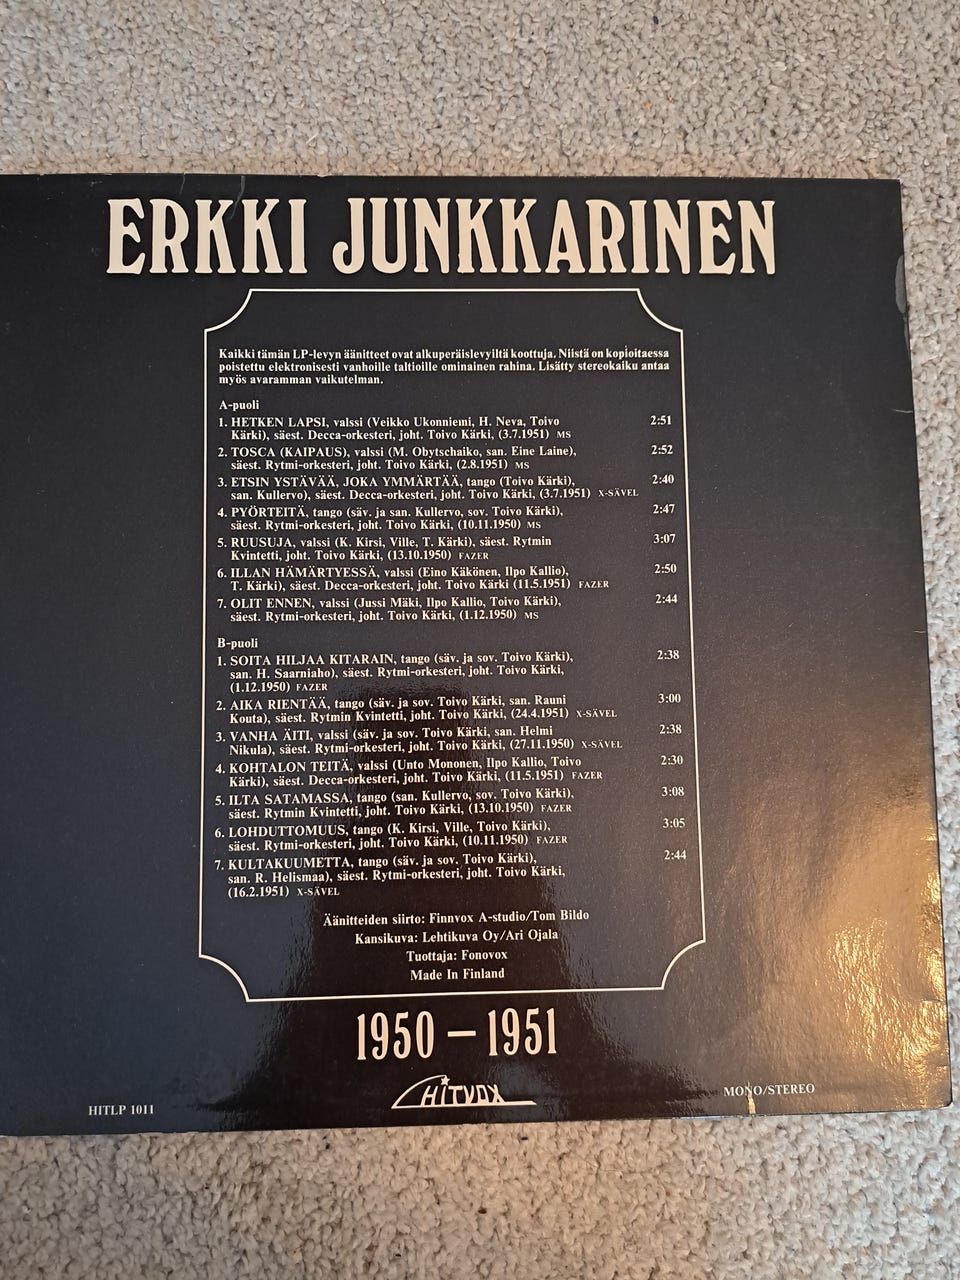 ERKKI JUNKKARINEN
Kaikki tämän LP-levyn äänitteet ovat alkuperäislevyiltä koottuja. Niistä on kopioitaessa
poistettu elektronisesti vanhoille taltioille ominainen rahina. Lisätty stereokaiku antaa
myös avaramman vaikutelman.
A-puoli
1. HETKEN LAPSI, valssi (Veikko Ukonniemi, H. Neva, Toivo 2:51
Kärki), säest. Decca-orkesteri, joht. Toivo Kärki, (3.7.1951) MS
2. TOSCA (KAIPAUS), valssi (M. Obytschaiko, san. Eine Laine), 2:52
säest. Rytmi-orkesteri, joht. Toivo Kärki, (2.8.1951) MS
3. ETSIN YSTÄVÄÄ, JOKA YMMÄRTÄÄ, tango (Toivo Kärki), 2:40
san. Kullervo), säest. Decca-orkesteri, joht. Toivo Kärki, (3.7.1951) X-SÄVEL
4. PYÖRTEITÄ, tango (säv. ja san. Kullervo, sov. Toivo Kärki), 2:47
säest. Rytmi-orkesteri, joht. Toivo Kärki, (10.11.1950) MS
5. RUUSUJA, valssi (K. Kirsi, Ville, T. Kärki), säest. Rytmin 3:07
Kvintetti, joht. Toivo Kärki, (13.10.1950) FAZER
6. ILLAN HÄMÄRTYESSÄ, valssi (Eino Käkönen, Ilpo Kallio), 2:50
T. Kärki), säest. Decca-orkesteri, joht. Toivo Kärki (11.5.1951) FAZER
7. OLIT ENNEN, valssi (Jussi Mäki, Ilpo Kallio, Toivo Kärki), 2:44
säest. Rytmi-orkesteri, joht. Toivo Kärki, (1.12.1950) MS
B-puoli
1. SOITA HILJAA KITARAIN, tango (säv. ja sov. Toivo Kärki), 2:38
san. H. Saarniaho), säest. Rytmi-orkesteri, joht. Toivo Kärki,
(1.12.1950) FAZER
2. AIKA RIENTÄÄ, tango (säv. ja sov. Toivo Kärki, san. Rauni 3:00
Kouta), säest. Rytmin Kvintetti, joht. Toivo Kärki, (24.4.1951) X-SÄVEL
3. VANHA ÄITI, valssi (säv. ja sov. Toivo Kärki, san. Helmi 2:38
Nikula), säest. Rytmi-orkesteri, joht. Toivo Kärki, (27.11.1950) X-SÄVEL
4. KOHTALON TEITÄ, valssi (Unto Mononen, Ilpo Kallio, Toivo 2:30
Kärki), säest. Decca-orkesteri, joht. Toivo Kärki, (11.5.1951) FAZER
5. ILTA SATAMASSA, tango (san. Kullervo, sov. Toivo Kärki), 3:08
säest. Rytmin Kvintetti, joht. Toivo Kärki, (13.10.1950) FAZER
6. LOHDUTTOMUUS, tango (K. Kirsi, Ville, Toivo Kärki), 3:05
säest. Rytmi-orkesteri, joht. Toivo Kärki, (10.11.1950) FAZER
7. KULTAKUUMETTA, tango (säv. ja sov. Toivo Kärki, 2:44
san. R. Helismaa), säest. Rytmi-orkesteri, joht. Toivo Kärki,
(16.2.1951) X-SÄVEL
Äänitteiden siirto: Finnvox A-studio/Tom Bildo
Kansikuva: Lehtikuva Oy/Ari Ojala
Tuottaja: Fonovox
Made In Finland
1950 – 1951
HITVOX
HITLP 1011
MONO/STEREO